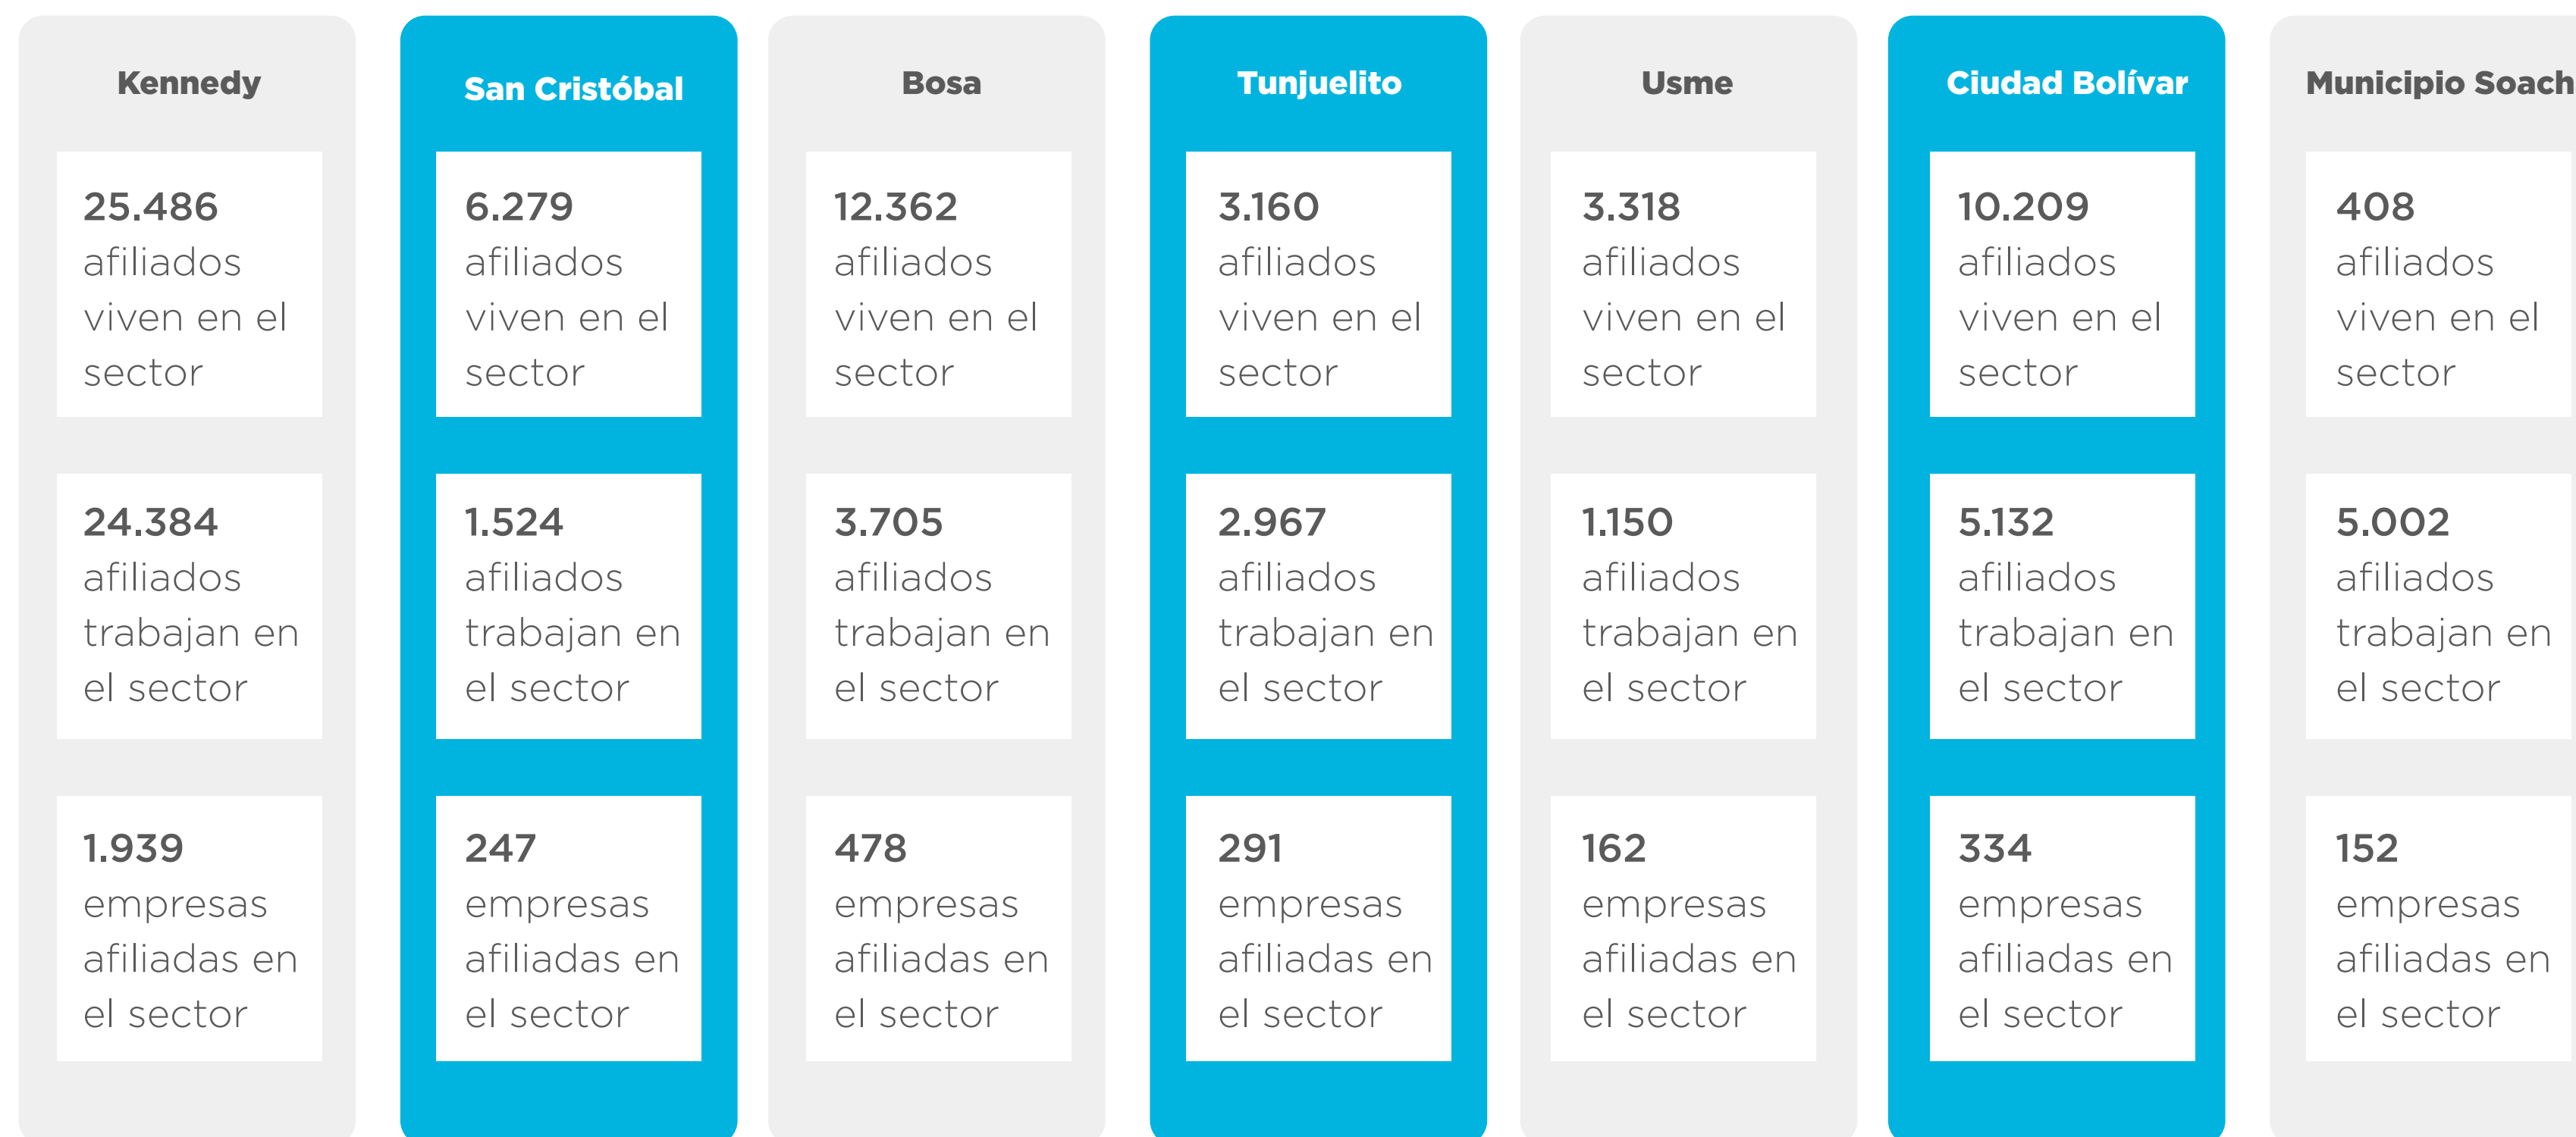 Kennedy
25.486
afiliados
viven en el
sector
24.384
afiliados
trabajan en
el sector
1.939
empresas
afiliadas en
el sector
San Cristóbal
6.279
afiliados
viven en el
sector
1.524
afiliados
trabajan en
el sector
247
empresas
afiliadas en
el sector
Bosa
12.362
afiliados
viven en el
sector
3.705
afiliados
trabajan en
el sector
478
empresas
afiliadas en
el sector
Tunjuelito
3.160
afiliados
viven en el
sector
2.967
afiliados
trabajan en
el sector
291
empresas
afiliadas en
el sector
Usme
3.318
afiliados
viven en el
sector
1.150
afiliados
trabajan en
el sector
162
empresas
afiliadas en
el sector
Ciudad Bolívar
10.209
afiliados
viven en el
sector
5.132
afiliados
trabajan en
el sector
334
empresas
afiliadas en
el sector
Municipio Soach
408
afiliados
viven en el
sector
5.002
afiliados
trabajan en
el sector
152
empresas
afiliadas en
el sector